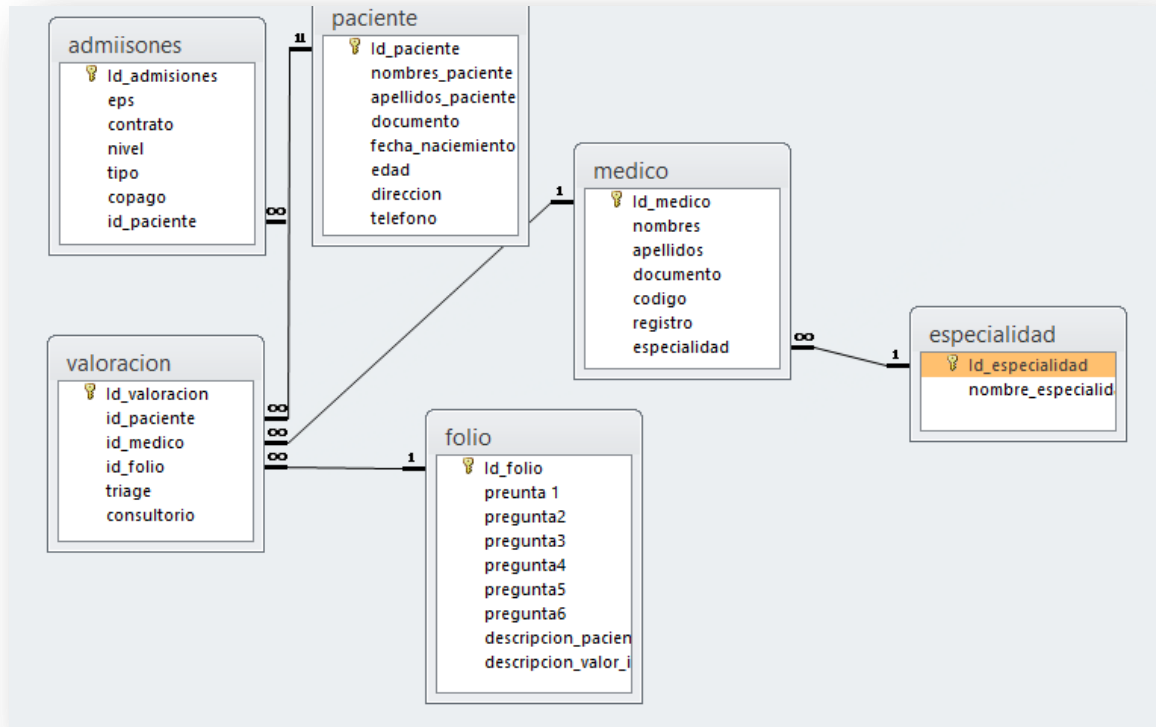 admiisones
Id_admisiones
eps
contrato
nivel
tipo
copago
id_paciente
∞
paciente
Id_paciente
nombres_paciente
apellidos_paciente
documento
fecha_naciemiento
edad
direccion
telefono
11
medico
Id_medico
nombres
apellidos
documento
codigo
registro
especialidad
1
∞
especialidad
Id_especialidad
nombre_especialid
1
valoracion
Id_valoracion
id_paciente
id_medico
id_folio
triage
consultorio
∞
∞
∞
folio
Id_folio
preunta 1
pregunta2
pregunta3
pregunta4
pregunta5
pregunta6
descripcion_pacien
descripcion_valor_i
1